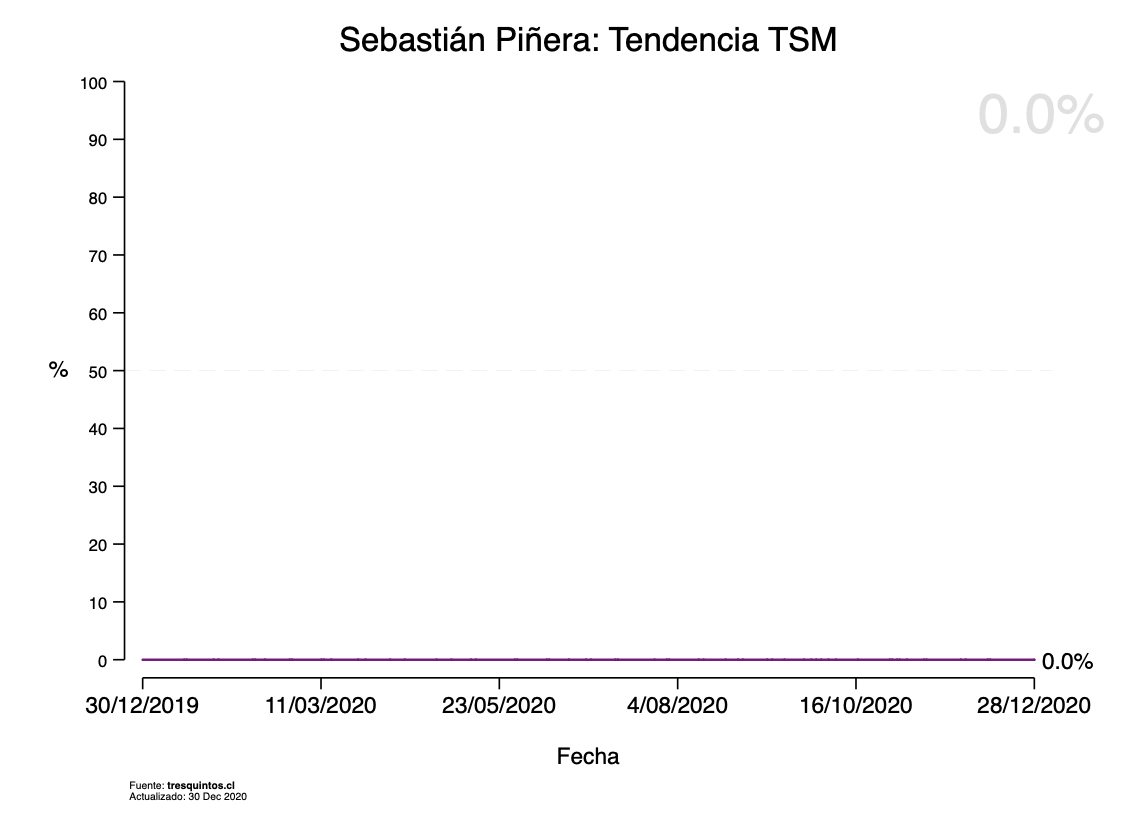 Sebastián Piñera: Tendencia TSM
0.0%
100
90
80
70
60
50
40
30
20
10
0
%
0.0%
30/12/2019 11/03/2020 23/05/2020 4/08/2020 16/10/2020 28/12/2020
Fecha
Fuente: tresquintos.cl
Actualizado: 30 Dec 2020